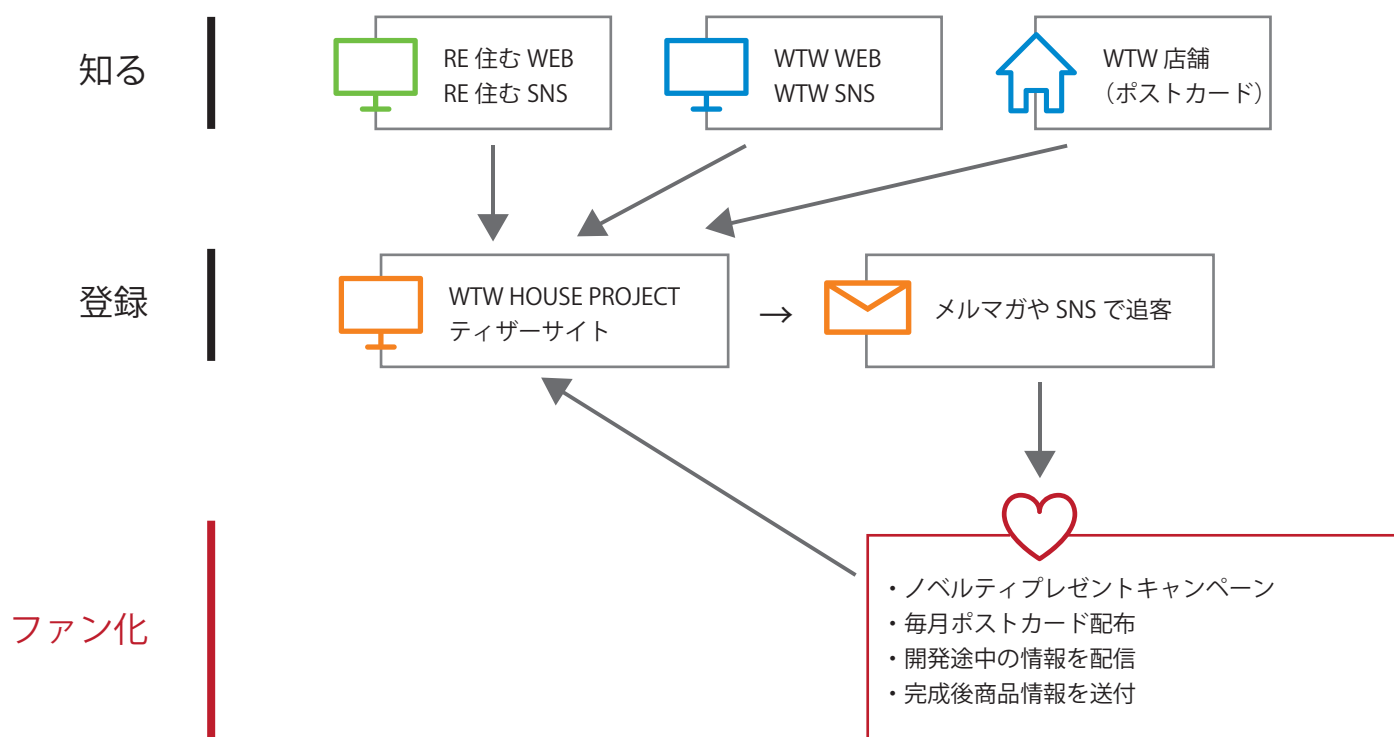 知る
RE 住む WEB
RE 住む SNS
WTW WEB
WTW SNS
WTW 店舗
（ポストカード）
登録
WTW HOUSE PROJECT
ティザーサイト
→
メルマガや SNS で追客
ファン化
・ノベルティプレゼントキャンペーン
・毎月ポストカード配布
・開発途中の情報を配信
・完成後商品情報を送付